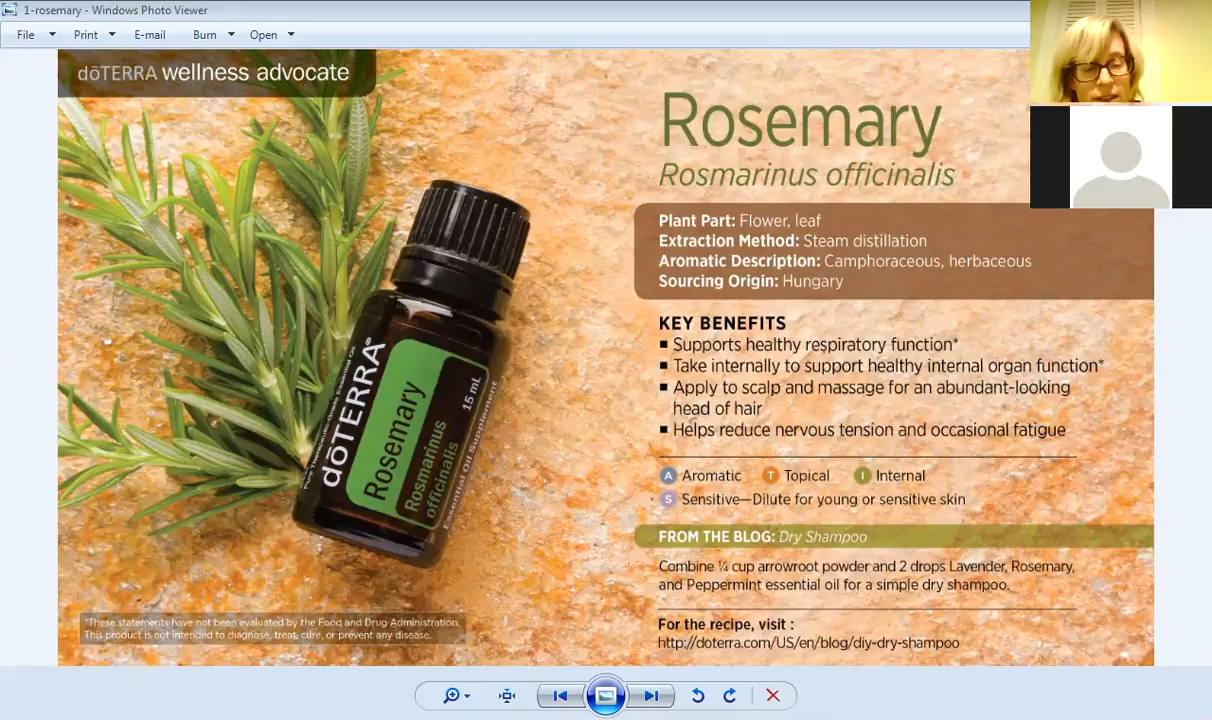 1-rosemary - Windows Photo Viewer
File Print E-mail Burn Open
dōTERRA wellness advocate
Rosemary
Rosmarinus officinalis
Plant Part: Flower, leaf
Extraction Method: Steam distillation
Aromatic Description: Camphoraceous, herbaceous
Sourcing Origin: Hungary
KEY BENEFITS
■ Supports healthy respiratory function*
■ Take internally to support healthy internal organ function*
■ Apply to scalp and massage for an abundant-looking
head of hair
■ Helps reduce nervous tension and occasional fatigue
A Aromatic T Topical I Internal
S Sensitive—Dilute for young or sensitive skin
FROM THE BLOG: Dry Shampoo
Combine ¼ cup arrowroot powder and 2 drops Lavender, Rosemary,
and Peppermint essential oil for a simple dry shampoo.
For the recipe, visit :
http://doterra.com/US/en/blog/diy-dry-shampoo
Pure Therapeutic-Grade Essential Oil
dōTERRA®
Rosemary
Rosmarinus
officinalis
15 mL
Essential Oil Supplement
*These statements have not been evaluated by the Food and Drug Administration.
This product is not intended to diagnose, treat, cure, or prevent any disease.